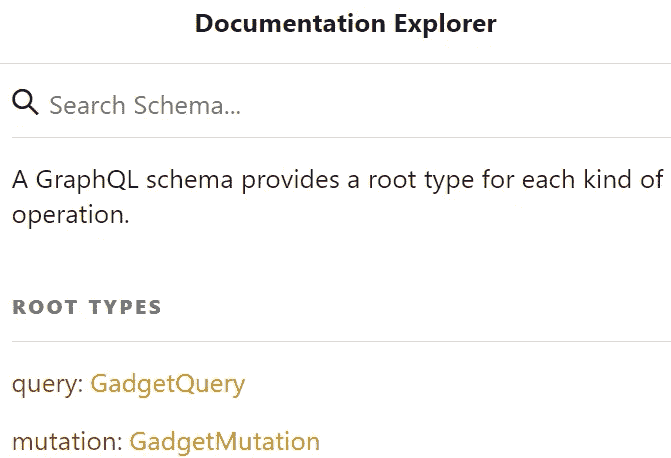 Documentation Explorer
Search Schema...
A GraphQL schema provides a root type for each kind of
operation.
ROOT TYPES
query: GadgetQuery
mutation: GadgetMutation